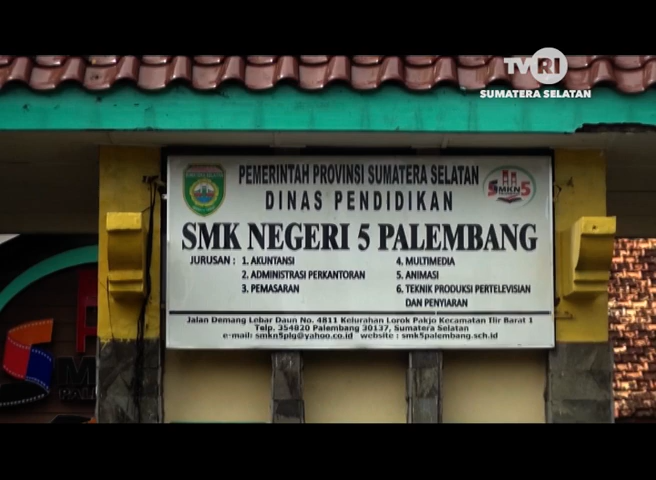 TVRI
SUMATERA SELATAN
PEMERINTAH PROVINSI SUMATERA SELATAN
DINAS PENDIDIKAN
SMKN 5
SMK NEGERI 5 PALEMBANG
JURUSAN : 1. AKUNTANSI
2. ADMINISTRASI PERKANTORAN
3. PEMASARAN
4. MULTIMEDIA
5. ANIMASI
6. TEKNIK PRODUKSI PERTELEVISIAN
DAN PENYIARAN
Jalan Demang Lebar Daun No. 4811 Kelurahan Lorok Pakjo Kecamatan Ilir Barat 1
Telp. 354820 Palembang 30137, Sumatera Selatan
e-mail: smkn5plg@yahoo.co.id website : smk5palembang.sch.id